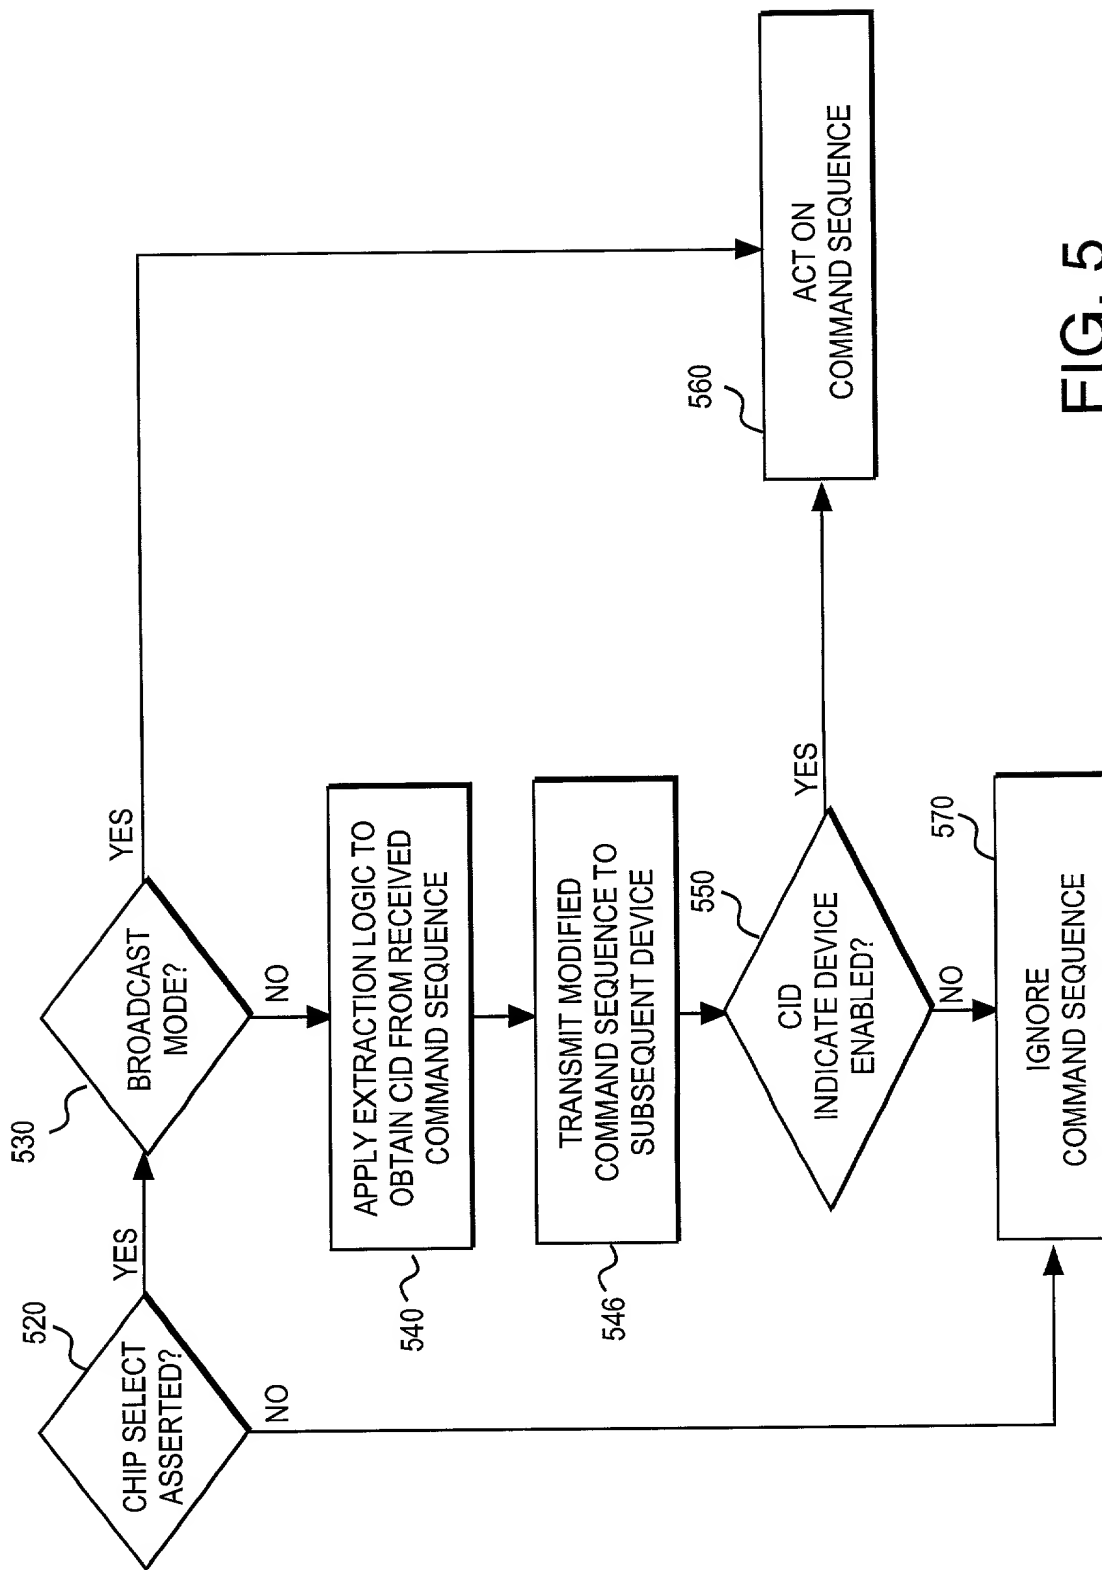 520
CHIP SELECT
ASSERTED?
YES
NO
530
BROADCAST
MODE?
YES
NO
540
APPLY EXTRACTION LOGIC TO
OBTAIN CID FROM RECEIVED
COMMAND SEQUENCE
546
TRANSMIT MODIFIED
COMMAND SEQUENCE TO
SUBSEQUENT DEVICE
550
CID
INDICATE DEVICE
ENABLED?
YES
NO
560
ACT ON
COMMAND SEQUENCE
570
IGNORE
COMMAND SEQUENCE
FIG. 5